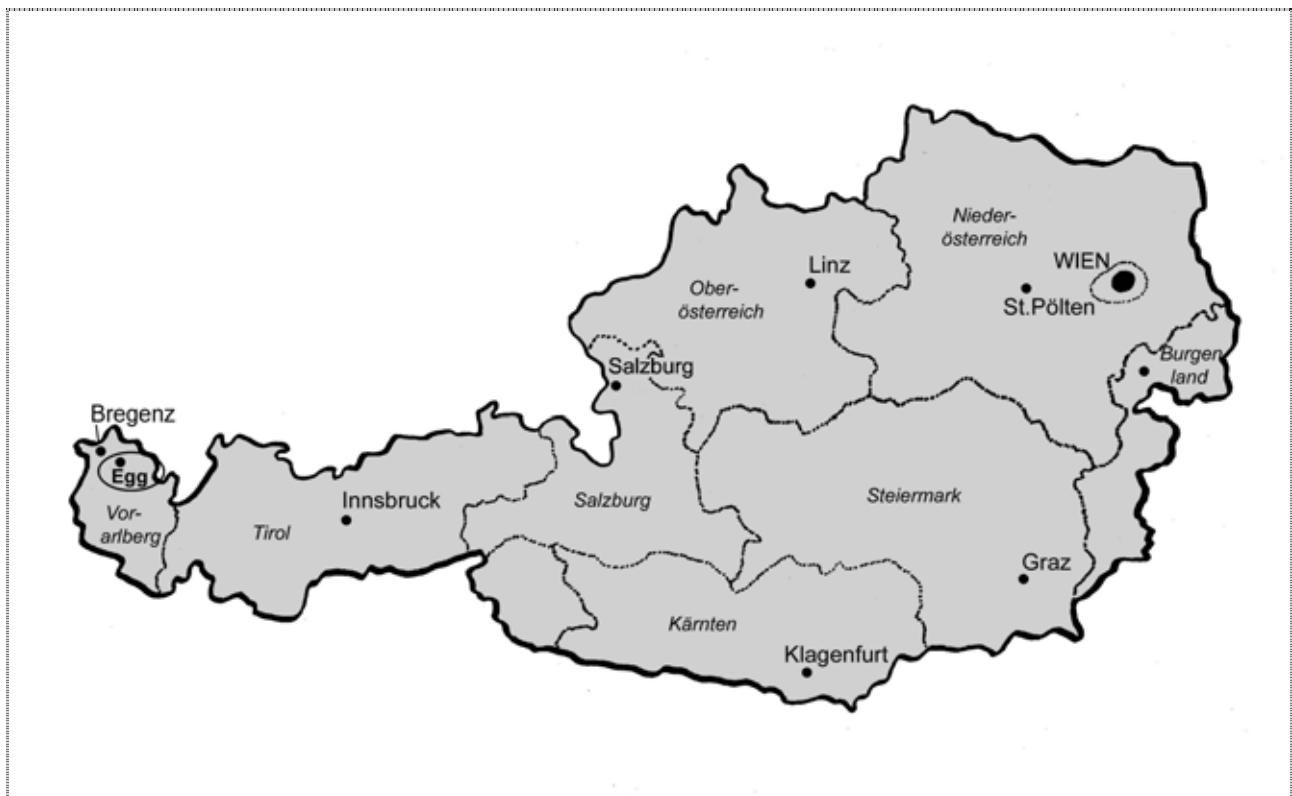 Nieder-
österreich
WIEN
Linz
Ober-
österreich
St.Pölten
Salzburg
Burgen
land
Bregenz
Egg
Innsbruck
Vor-
arlberg
Tirol
Salzburg
Steiermark
Graz
Kärnten
Klagenfurt